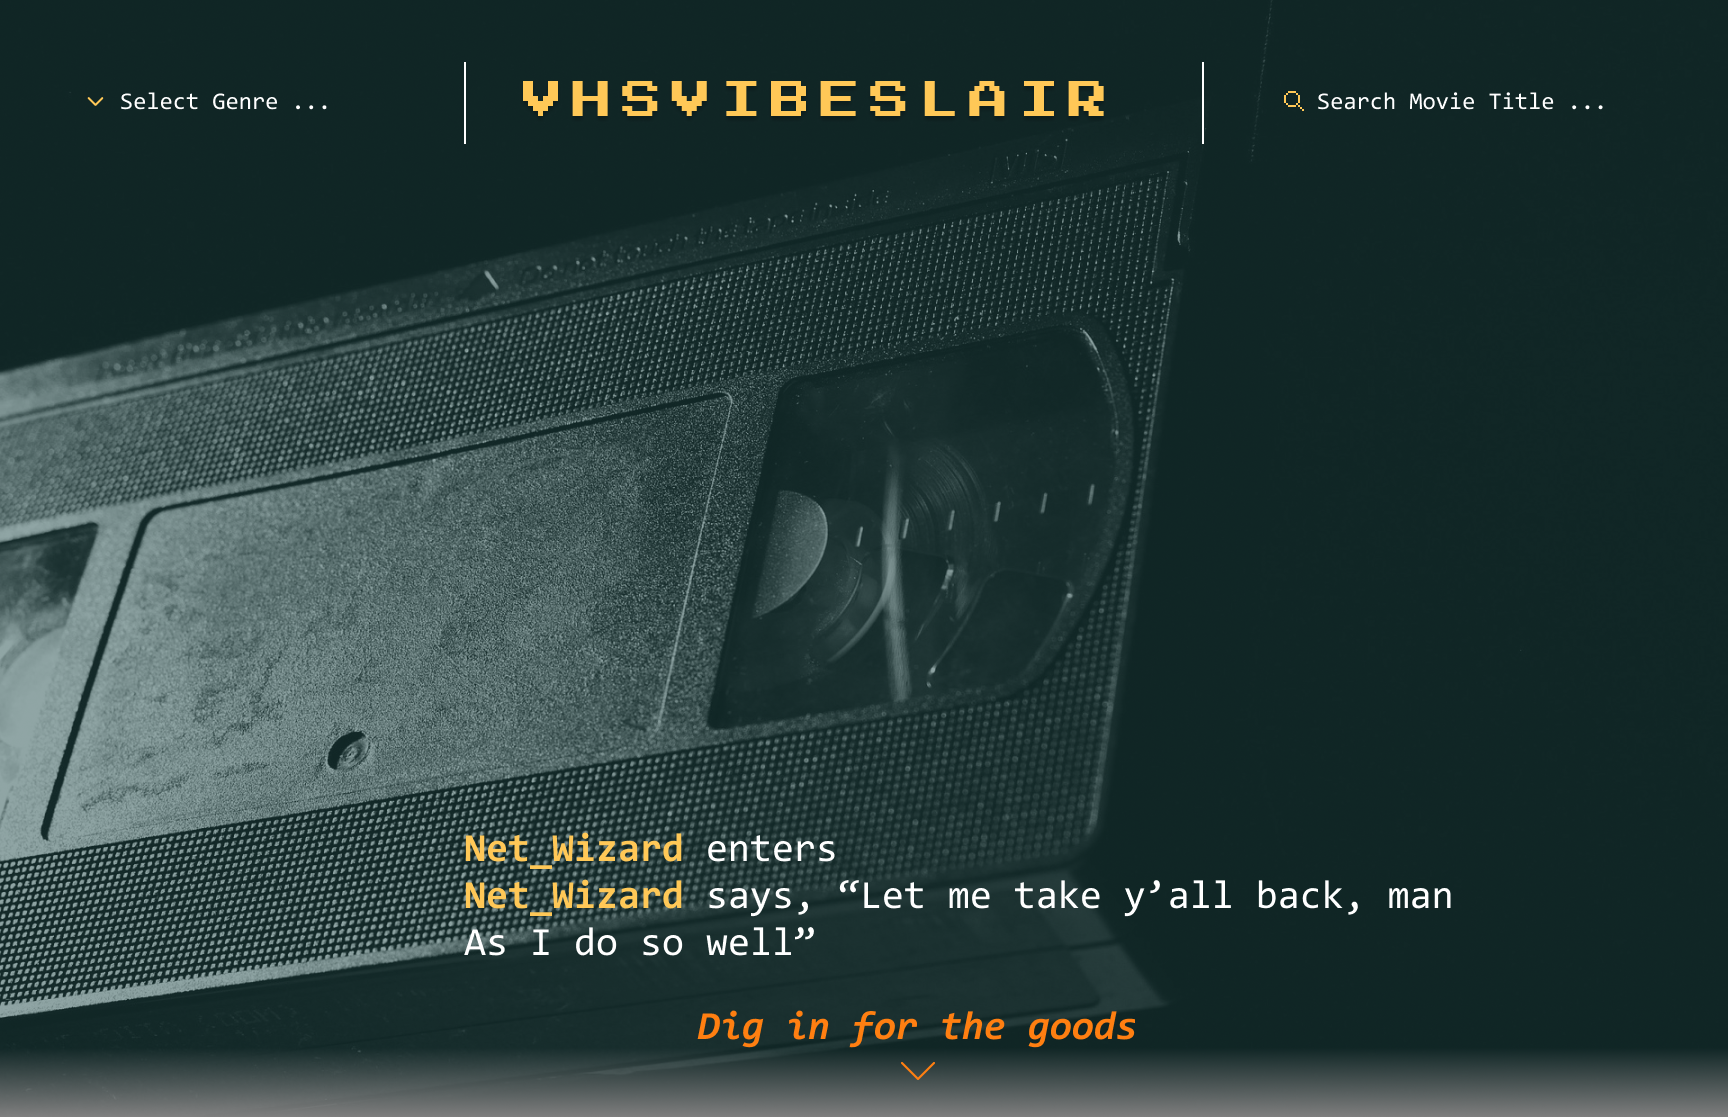 Select Genre ...
VHSVIBESLAIR
Search Movie Title ...
Net_Wizard enters
Net_Wizard says, “Let me take y’all back, man
As I do so well”
Dig in for the goods